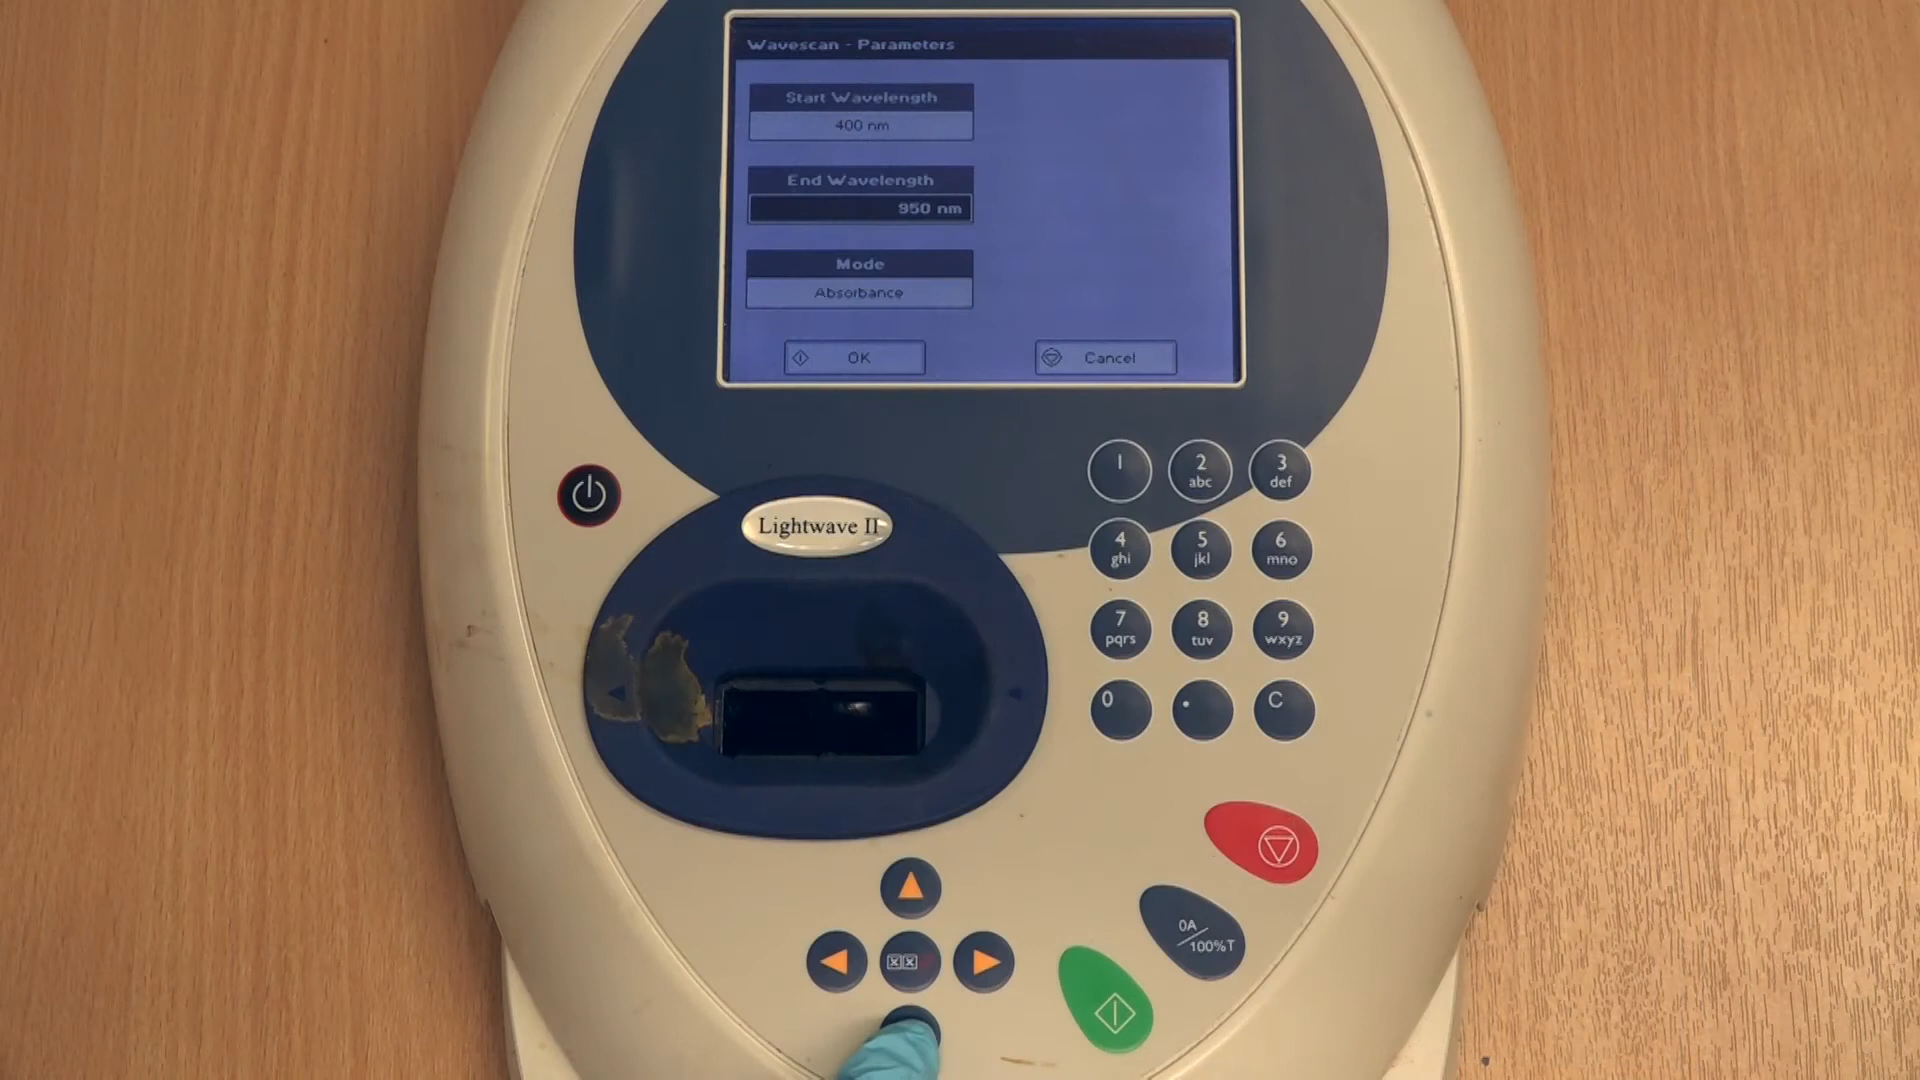 Wavescan - Parameters
Start Wavelength
400 nm
End Wavelength
950 nm
Mode
Absorbance
OK
Cancel
Lightwave II
1
2
abc
3
def
4
ghi
5
jkl
6
mno
7
pqrs
8
tuv
9
wxyz
0
.
C
0A/100%T